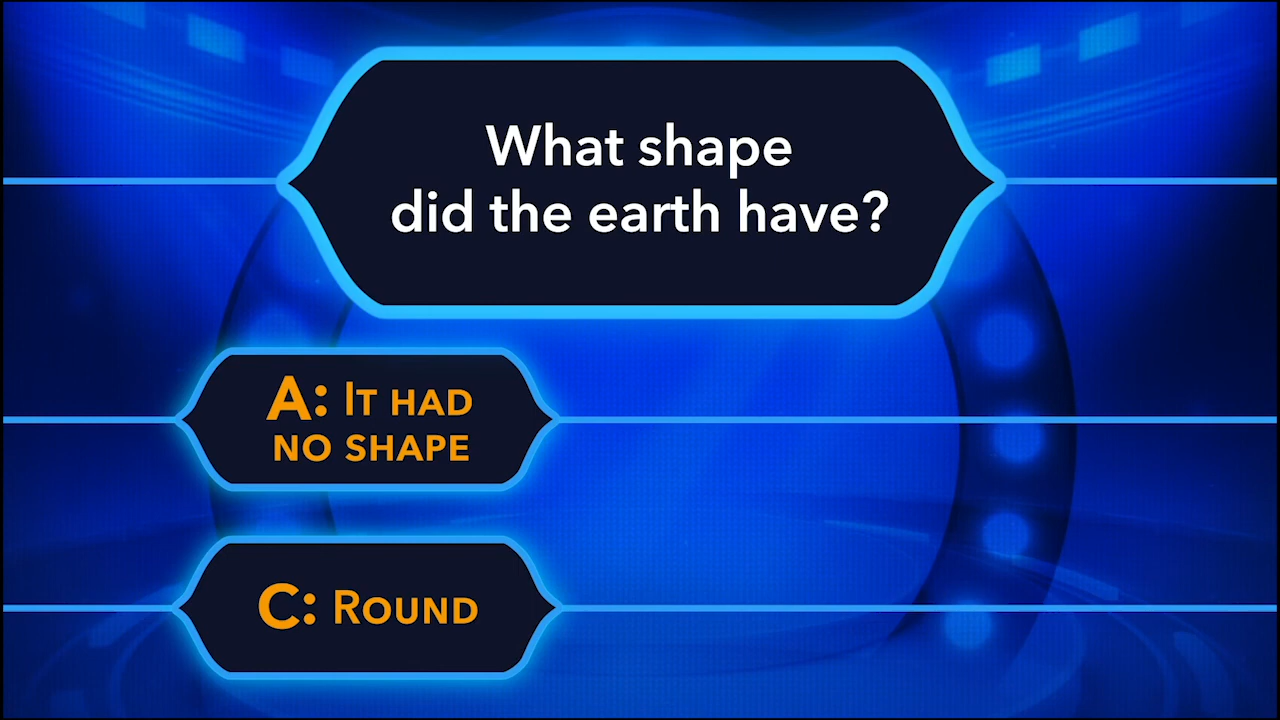 What shape
did the earth have?
A: It had
no shape
C: Round